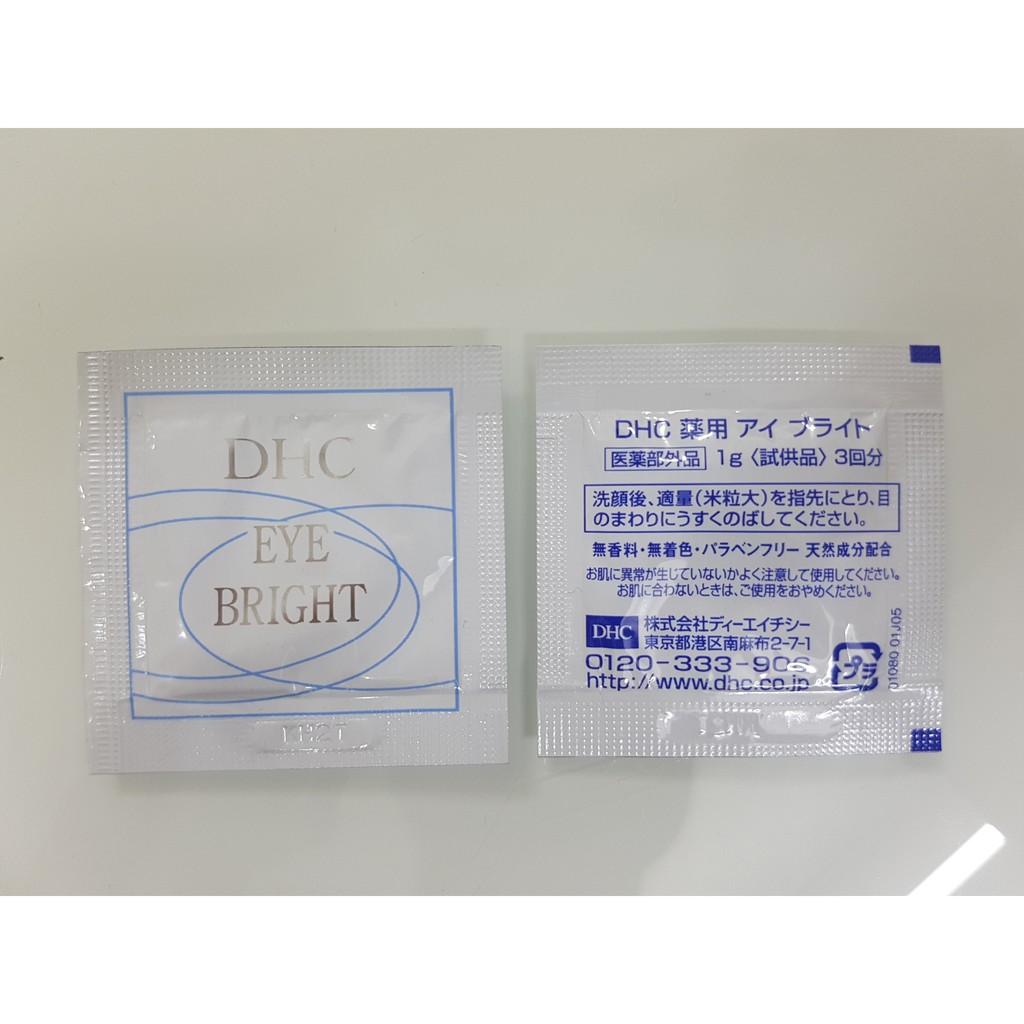 DHC
EYE
BRIGHT
DHC 薬用 アイ ブライト
医薬部外品 1g〈試供品〉3回分
洗顔後、適量(米粒大)を指先にとり、目
のまわりにうすくのばしてください。
無香料・無着色・パラベンフリー 天然成分配合
お肌に異常が生じていないかよく注意して使用してください。
お肌に合わないときは、ご使用をおやめください。
DHC 株式会社ディーエイチシー
東京都港区南麻布2-7-1
0120-333-906
http://www.dhc.co.jp
プラ
01080 01J05